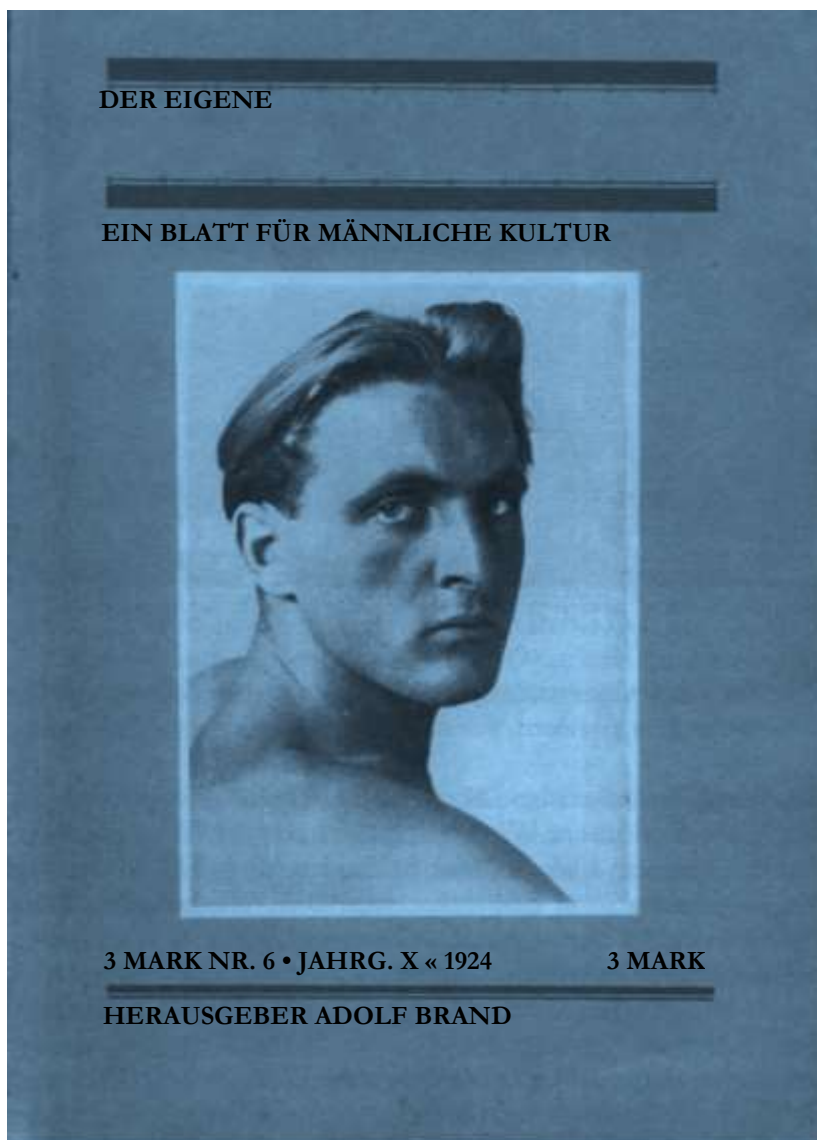 DER EIGENE
EIN BLATT FÜR MÄNNLICHE KULTUR
3 MARK NR. 6 • JAHRG. X « 1924 3 MARK
HERAUSGEBER ADOLF BRAND